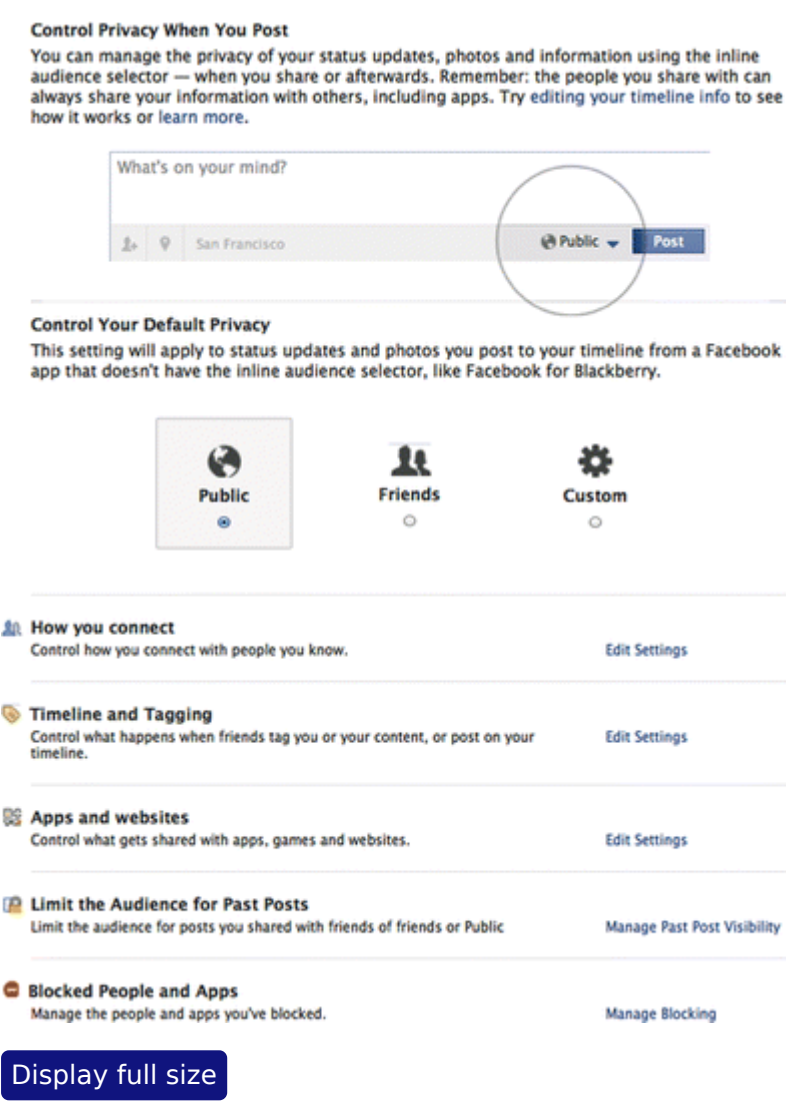 Control Privacy When You Post
You can manage the privacy of your status updates, photos and information using the inline
audience selector — when you share or afterwards. Remember: the people you share with can
always share your information with others, including apps. Try editing your timeline info to see
how it works or learn more.
What's on your mind?
San Francisco
Public
Post
Control Your Default Privacy
This setting will apply to status updates and photos you post to your timeline from a Facebook
app that doesn't have the inline audience selector, like Facebook for Blackberry.
Public
Friends
Custom
How you connect
Control how you connect with people you know.
Edit Settings
Timeline and Tagging
Control what happens when friends tag you or your content, or post on your
timeline.
Edit Settings
Apps and websites
Control what gets shared with apps, games and websites.
Edit Settings
Limit the Audience for Past Posts
Limit the audience for posts you shared with friends of friends or Public
Manage Past Post Visibility
Blocked People and Apps
Manage the people and apps you've blocked.
Manage Blocking
Display full size